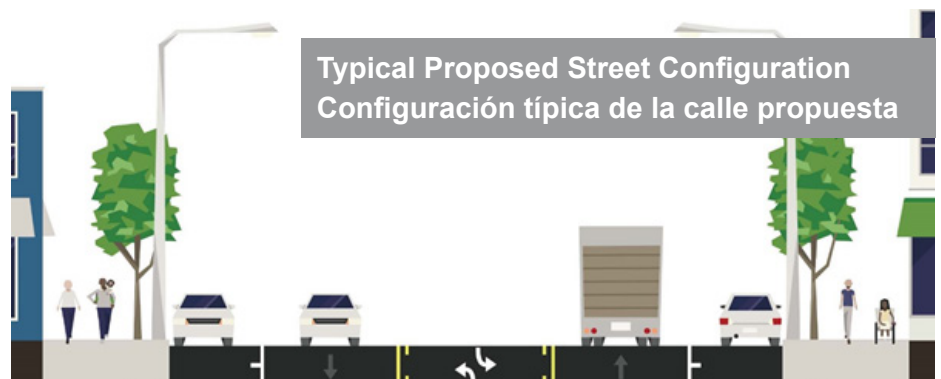 Typical Proposed Street Configuration
Configuración típica de la calle propuesta